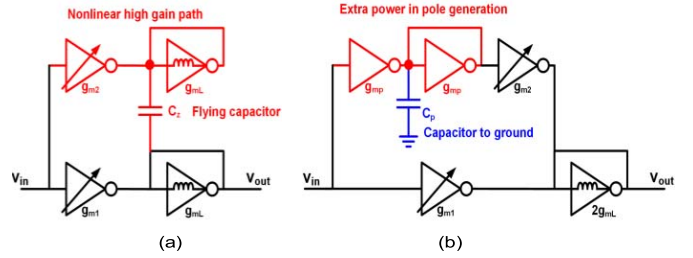 Nonlinear high gain path
Extra power in pole generation
gm2
gmL
gmp
gmp
gm2
Cz Flying capacitor
Cp
Capacitor to ground
Vin
Vout
Vin
Vout
gm1
gmL
gm1
2gmL
(a)
(b)